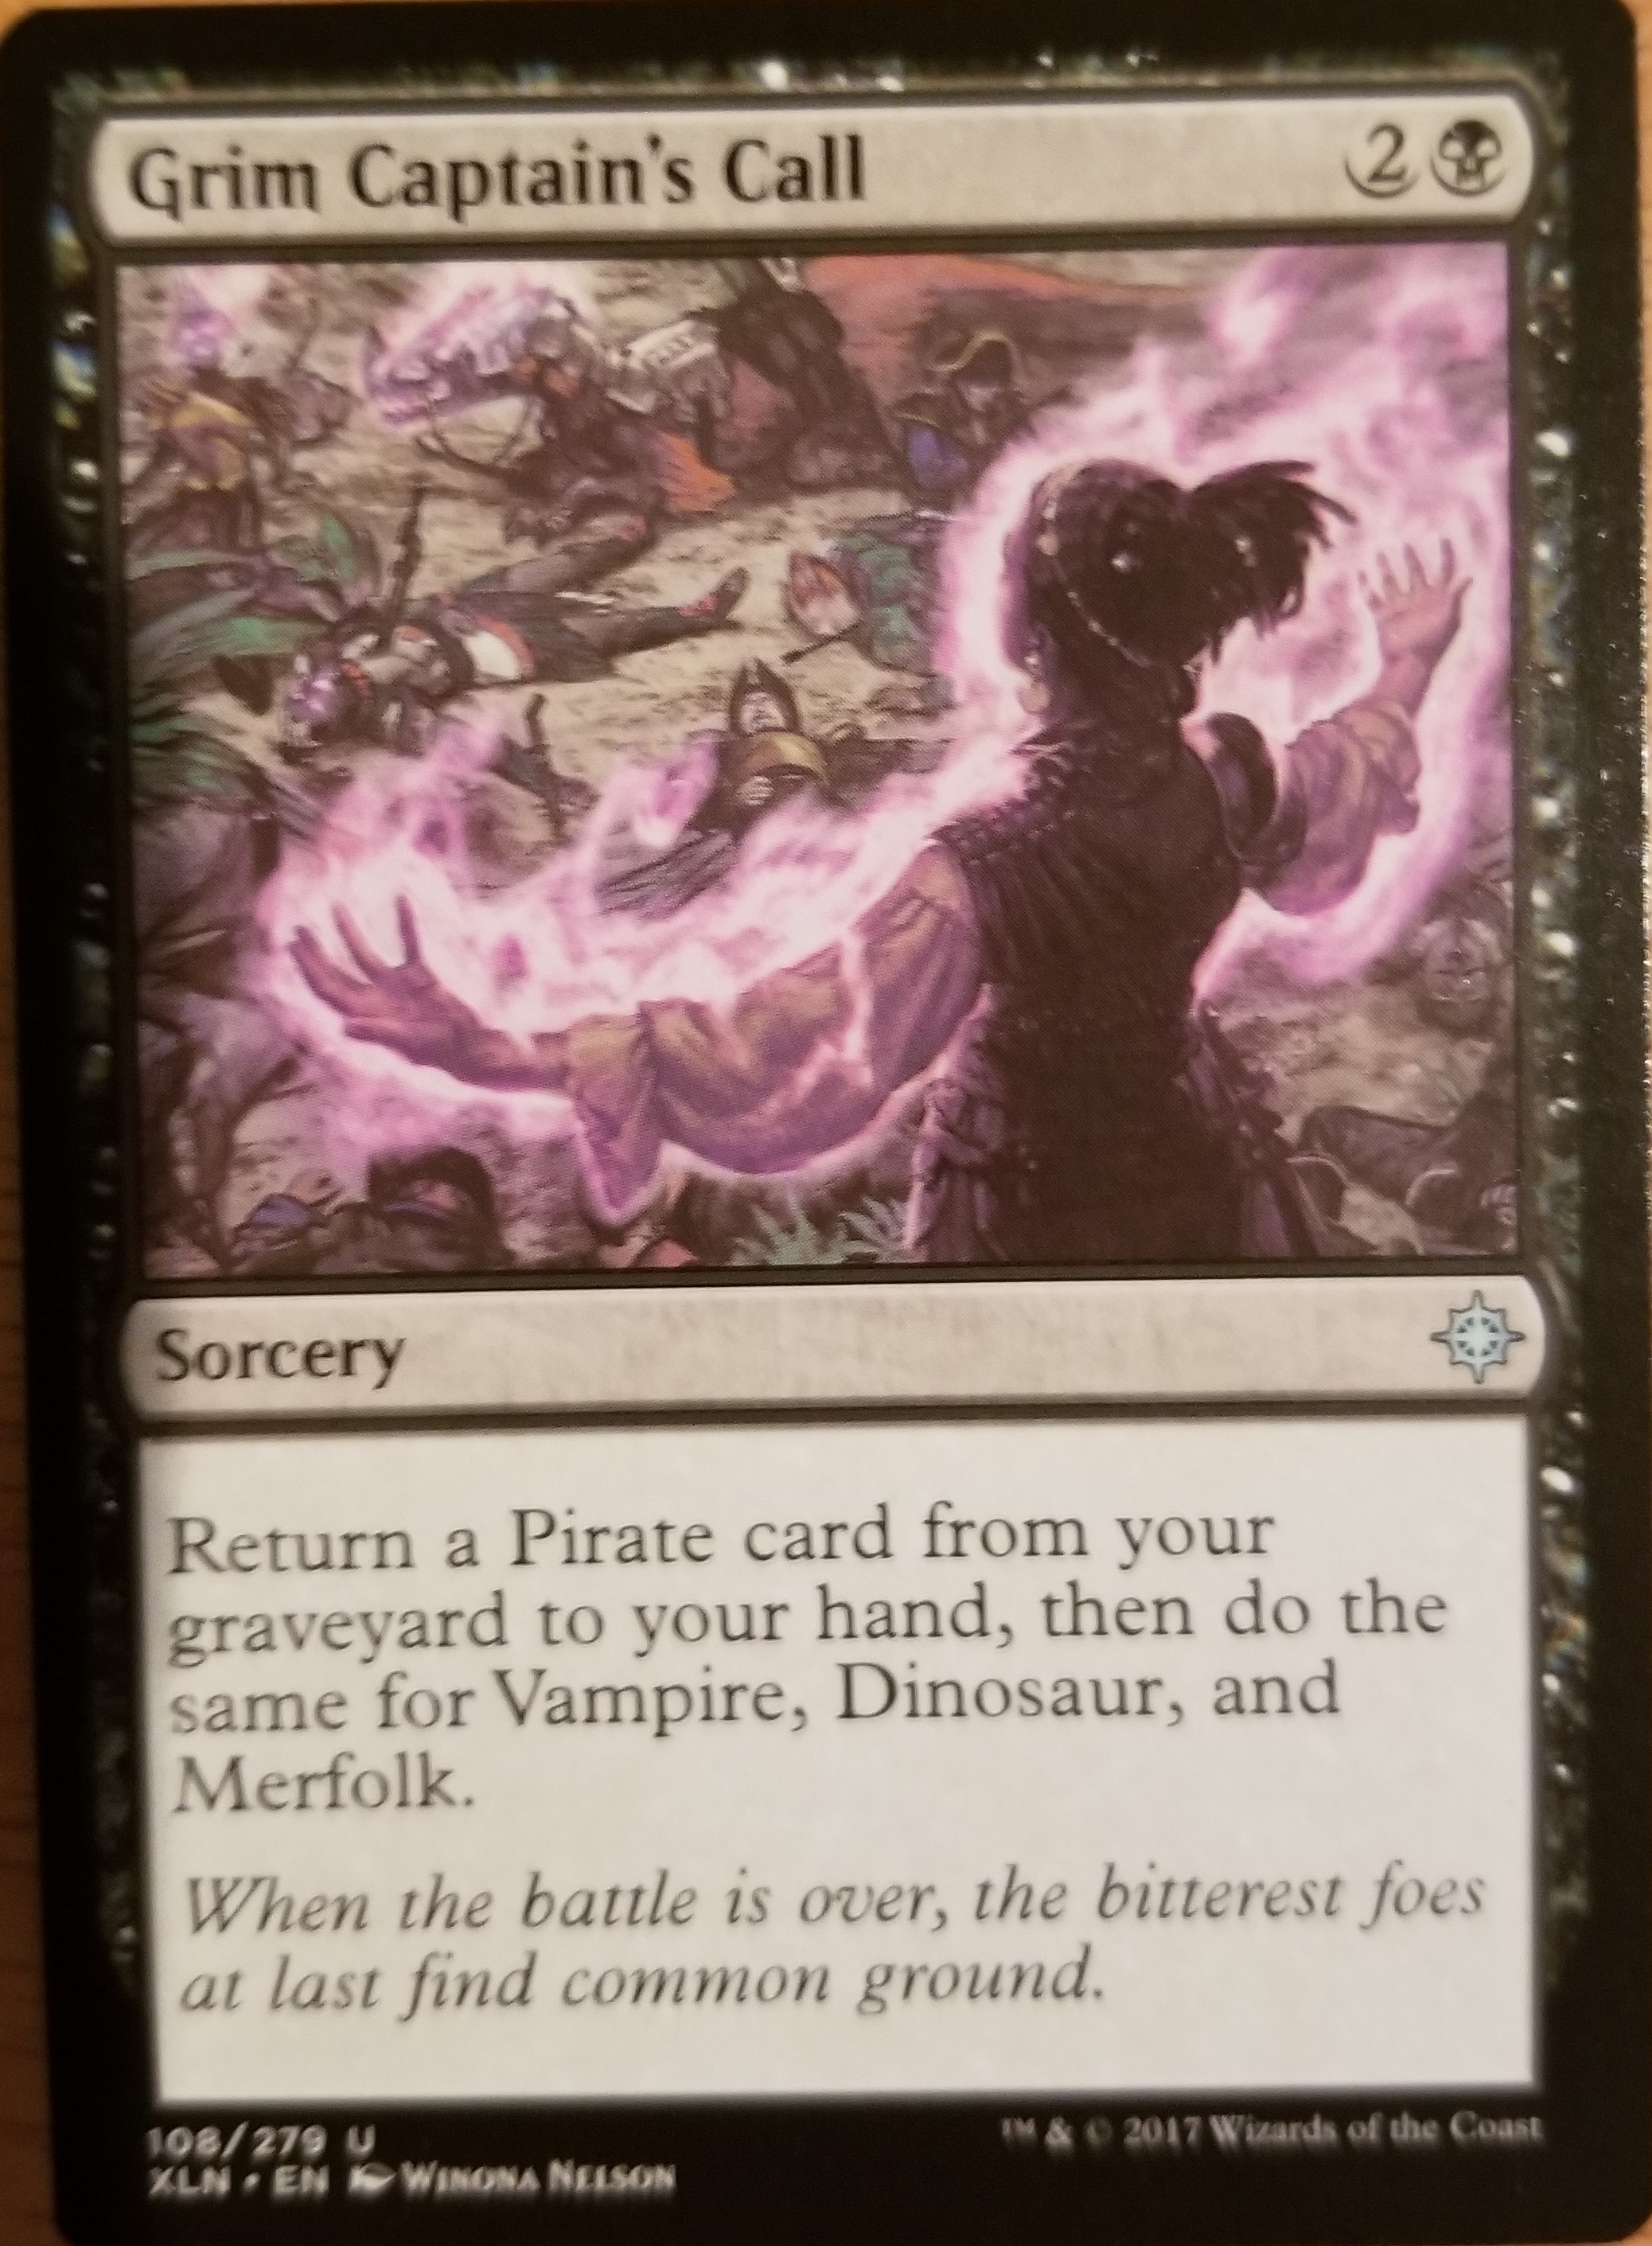 Grim Captain's Call 2
Sorcery
Return a Pirate card from your
graveyard to your hand, then do the
same for Vampire, Dinosaur, and
Merfolk.
When the battle is over, the bitterest foes
at last find common ground.
108/279 U
™ & © 2017 Wizards of the Coast
XLN • EN Winona Nelson